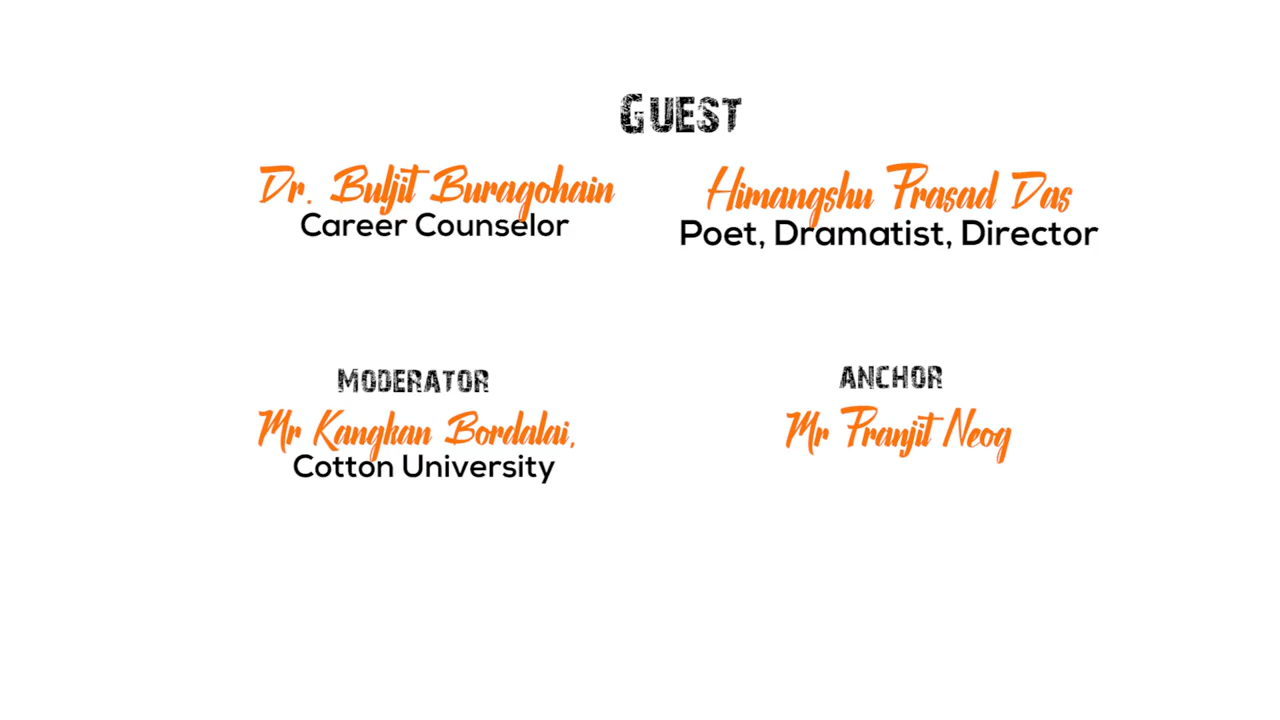 Guest
Dr. Buljit Buragohain
Career Counselor
Himangshu Prasad Das
Poet, Dramatist, Director
MODERATOR
Mr Kangkan Bordalai,
Cotton University
ANCHOR
Mr Pranjit Neog